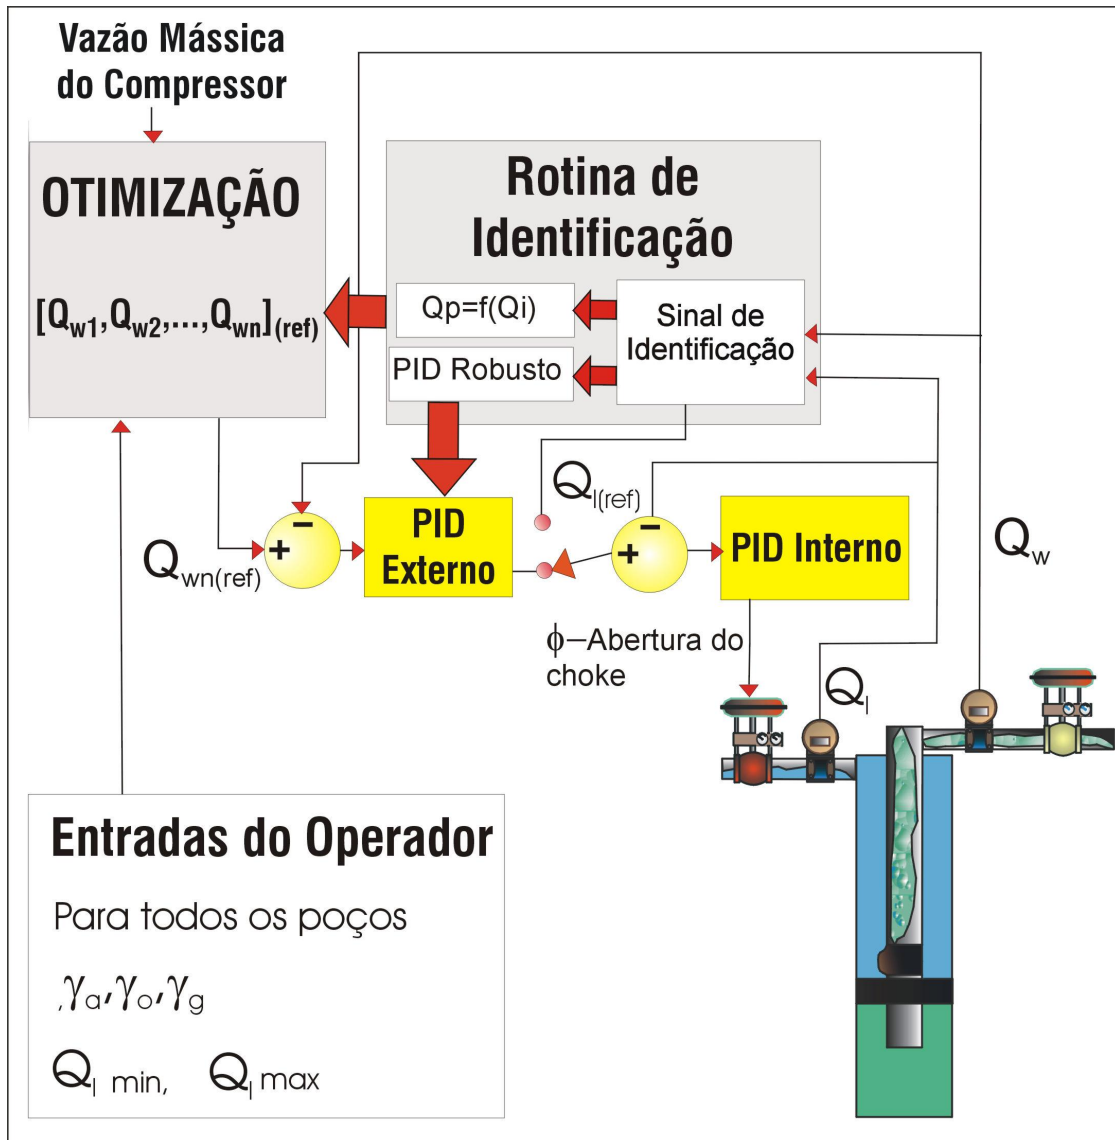 Vazão Mássica
do Compressor
OTIMIZAÇÃO
[Qw1,Qw2,...,Qwn](ref)
Rotina de
Identificação
Qp=f(Qi)
PID Robusto
Sinal de
Identificação
Ql(ref)
Qwn(ref)
+
−
PID
Externo
+
−
PID Interno
Qw
ϕ−Abertura do
choke
Ql
Entradas do Operador
Para todos os poços
,γa,γo,γg
Ql min, Ql max